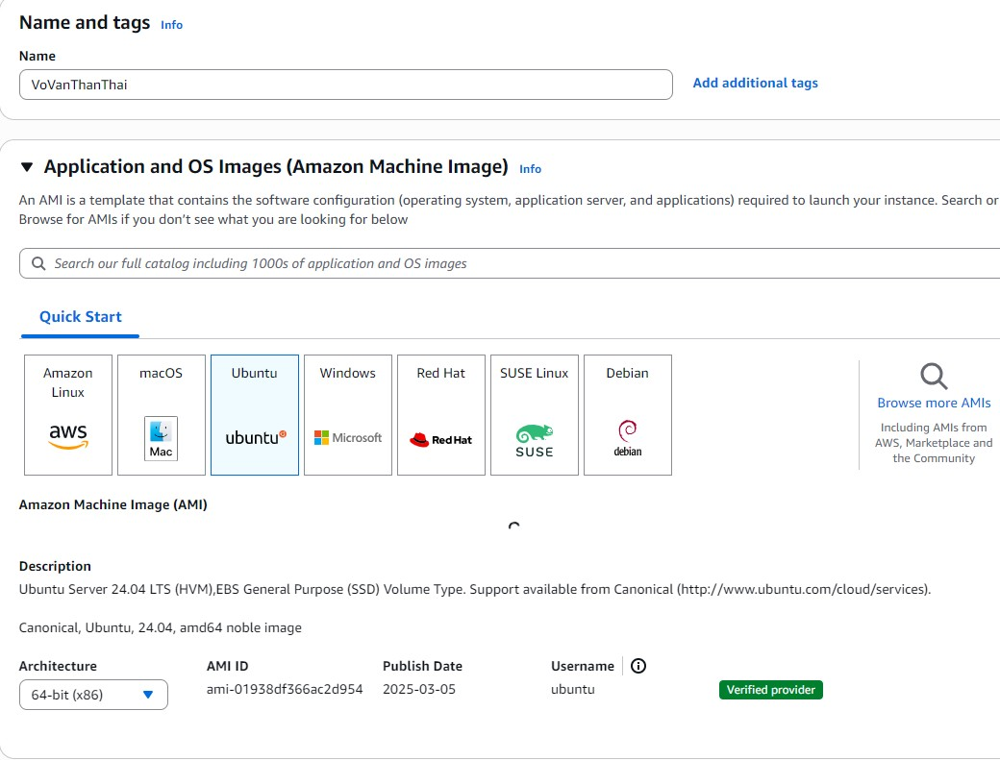 Name and tags Info
Name
VoVanThanThai
Add additional tags
Application and OS Images (Amazon Machine Image) Info
An AMI is a template that contains the software configuration (operating system, application server, and applications) required to launch your instance. Search or
Browse for AMIs if you don't see what you are looking for below
Search our full catalog including 1000s of application and OS images
Quick Start
Amazon
Linux
aws
macOS
Mac
Ubuntu
ubuntu
Windows
Microsoft
Red Hat
Red Hat
SUSE Linux
SUSE
Debian
debian
Browse more AMIs
Including AMIs from
AWS, Marketplace and
the Community
Amazon Machine Image (AMI)
Description
Ubuntu Server 24.04 LTS (HVM),EBS General Purpose (SSD) Volume Type. Support available from Canonical (http://www.ubuntu.com/cloud/services).
Canonical, Ubuntu, 24.04, amd64 noble image
Architecture
64-bit (x86)
AMI ID
ami-01938df366ac2d954
Publish Date
2025-03-05
Username
ubuntu
Verified provider